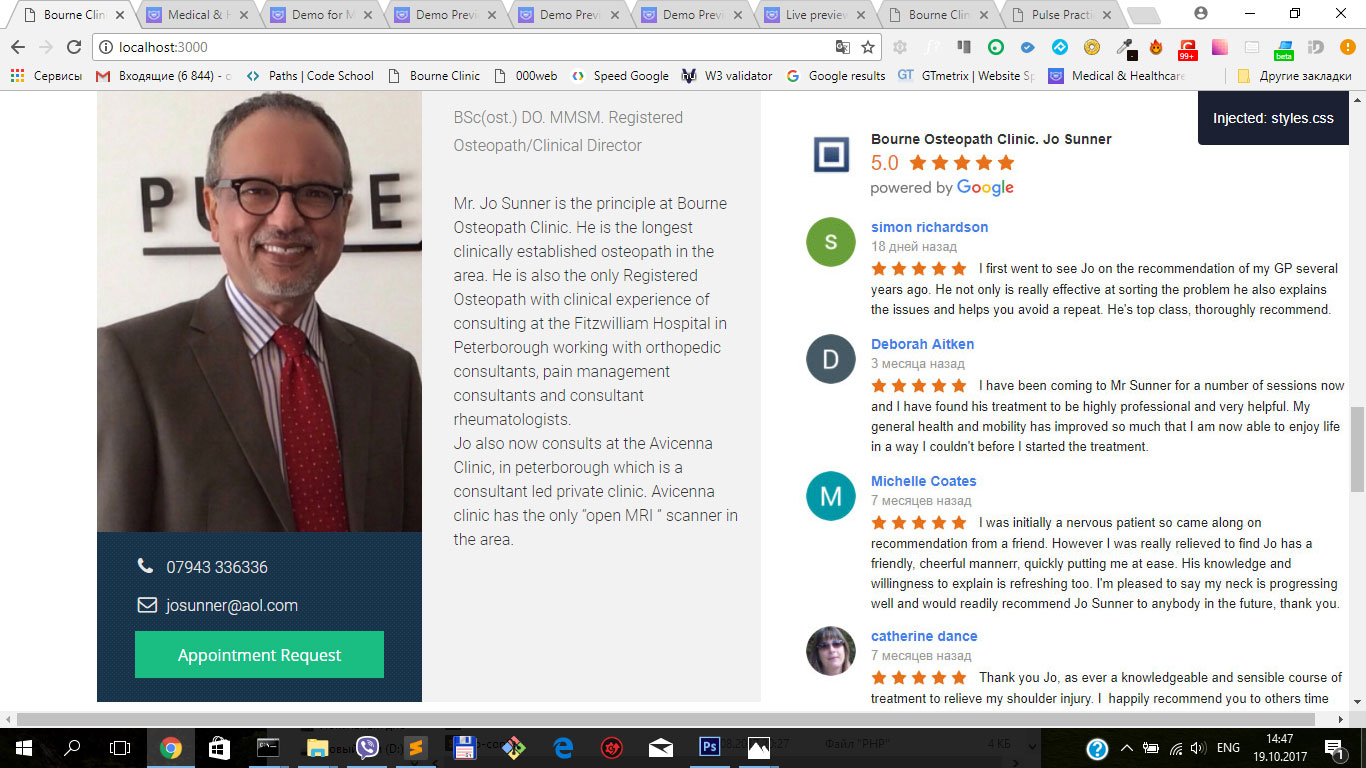 Bourne Clin
Medical & H
Demo for M
Demo Previ
Demo Previ
Demo Previ
Live preview
Bourne Clin
Pulse Practi
localhost:3000
99+
beta
Сервисы
Входящие (6 844) - c
Paths | Code School
Bourne Clinic
000web
Speed Google
W3 validator
Google results
GT
GTmetrix | Website Sp
Medical & Healthcare
Другие закладки
Injected: styles.css
PU
E
BSc(ost.) DO. MMSM. Registered
Osteopath/Clinical Director
Mr. Jo Sunner is the principle at Bourne
Osteopath Clinic. He is the longest
clinically established osteopath in the
area. He is also the only Registered
Osteopath with clinical experience of
consulting at the Fitzwilliam Hospital in
Peterborough working with orthopedic
consultants, pain management
consultants and consultant
rheumatologists.
Jo also now consults at the Avicenna
Clinic, in peterborough which is a
consultant led private clinic. Avicenna
clinic has the only “open MRI ” scanner in
the area.
07943 336336
josunner@aol.com
Appointment Request
Bourne Osteopath Clinic. Jo Sunner
5.0
powered by Google
S
simon richardson
18 дней назад
I first went to see Jo on the recommendation of my GP several
years ago. He not only is really effective at sorting the problem he also explains
the issues and helps you avoid a repeat. He's top class, thoroughly recommend.
D
Deborah Aitken
3 месяца назад
I have been coming to Mr Sunner for a number of sessions now
and I have found his treatment to be highly professional and very helpful. My
general health and mobility has improved so much that I am now able to enjoy life
in a way I couldn't before I started the treatment.
M
Michelle Coates
7 месяцев назад
I was initially a nervous patient so came along on
recommendation from a friend. However I was really relieved to find Jo has a
friendly, cheerful mannerr, quickly putting me at ease. His knowledge and
willingness to explain is refreshing too. I'm pleased to say my neck is progressing
well and would readily recommend Jo Sunner to anybody in the future, thank you.
catherine dance
7 месяцев назад
Thank you Jo, as ever a knowledgeable and sensible course of
treatment to relieve my shoulder injury. I happily recommend you to others time
Файл "PHP"
4 КБ
Ps
ENG
14:47
19.10.2017
1